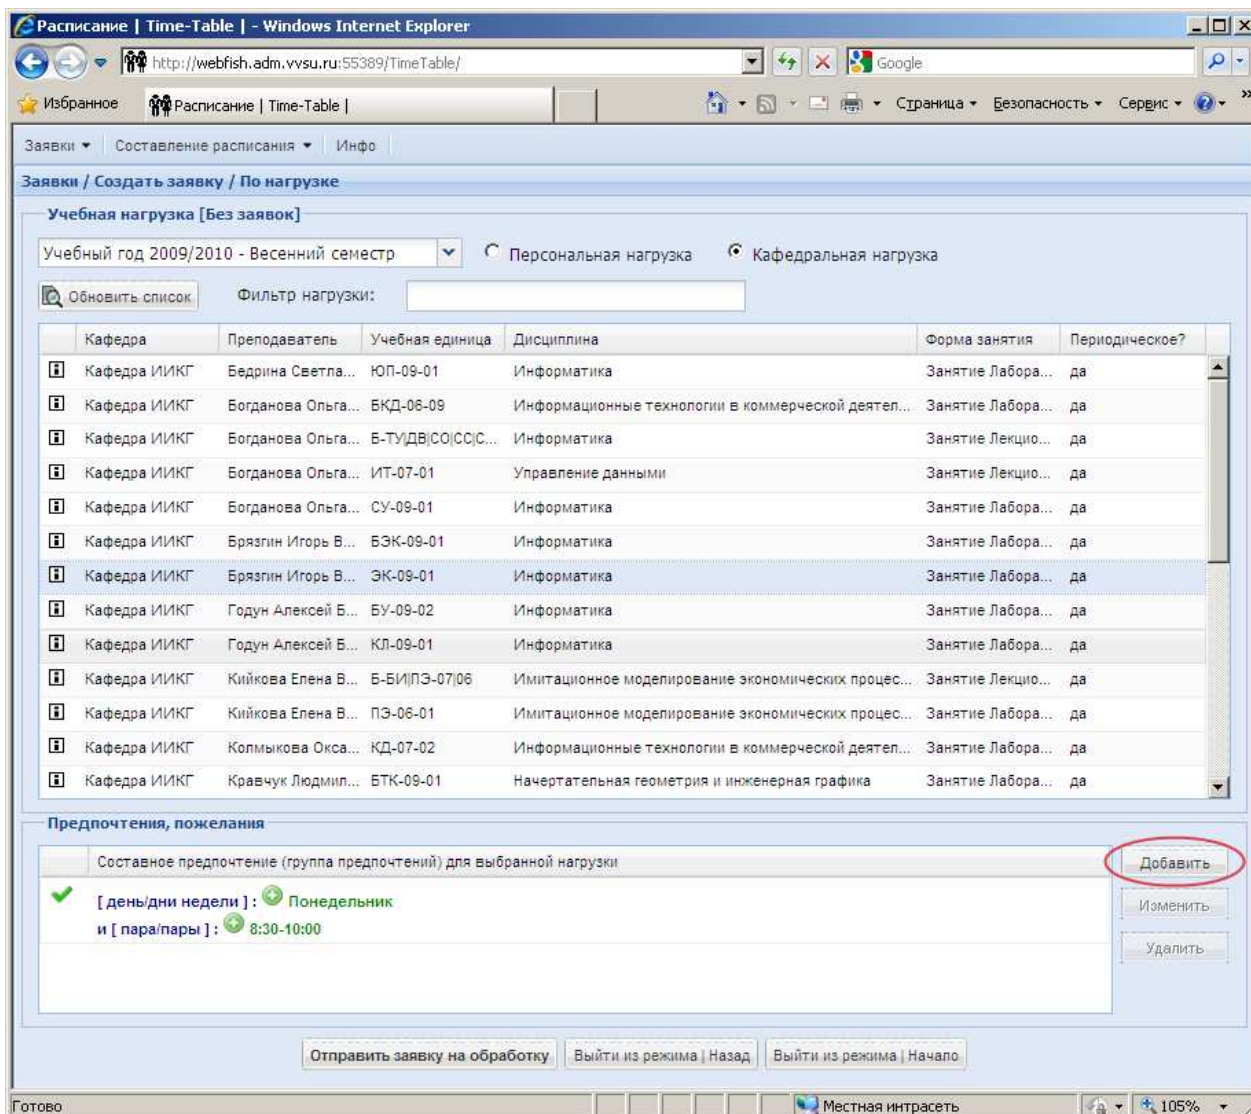 Расписание | Time-Table | - Windows Internet Explorer
http://webfish.adm.vvsu.ru:55389/TimeTable/ Google
Избранное Расписание | Time-Table | Страница Безопасность Сервис »
Заявки Составление расписания Инфо
Заявки / Создать заявку / По нагрузке
Учебная нагрузка [Без заявок]
Учебный год 2009/2010 - Весенний семестр Персональная нагрузка Кафедральная нагрузка
Обновить список Фильтр нагрузки:
Кафедра Преподаватель Учебная единица Дисциплина Форма занятия Периодическое?
Кафедра ИИКГ Бедрина Светла... ЮП-09-01 Информатика Занятие Лабора... да
Кафедра ИИКГ Богданова Ольга... БКД-06-09 Информационные технологии в коммерческой деятел... Занятие Лабора... да
Кафедра ИИКГ Богданова Ольга... Б-ТУ|ДВ|СО|СС|С... Информатика Занятие Лекцио... да
Кафедра ИИКГ Богданова Ольга... ИТ-07-01 Управление данными Занятие Лекцио... да
Кафедра ИИКГ Богданова Ольга... СУ-09-01 Информатика Занятие Лабора... да
Кафедра ИИКГ Брязгин Игорь В... БЭК-09-01 Информатика Занятие Лабора... да
Кафедра ИИКГ Брязгин Игорь В... ЭК-09-01 Информатика Занятие Лабора... да
Кафедра ИИКГ Годун Алексей Б... БУ-09-02 Информатика Занятие Лабора... да
Кафедра ИИКГ Годун Алексей Б... КЛ-09-01 Информатика Занятие Лабора... да
Кафедра ИИКГ Кийкова Елена В... Б-БИ|ПЭ-07|06 Имитационное моделирование экономических процес... Занятие Лекцио... да
Кафедра ИИКГ Кийкова Елена В... ПЭ-06-01 Имитационное моделирование экономических процес... Занятие Лабора... да
Кафедра ИИКГ Колмыкова Окса... КД-07-02 Информационные технологии в коммерческой деятел... Занятие Лабора... да
Кафедра ИИКГ Кравчук Людмил... БТК-09-01 Начертательная геометрия и инженерная графика Занятие Лабора... да
Предпочтения, пожелания
Составное предпочтение (группа предпочтений) для выбранной нагрузки Добавить
[ день/дни недели ] : Понедельник Изменить
и [ пара/пары ] : 8:30-10:00
Удалить
Отправить заявку на обработку Выйти из режима | Назад Выйти из режима | Начало
Готово Местная интрасеть 105%